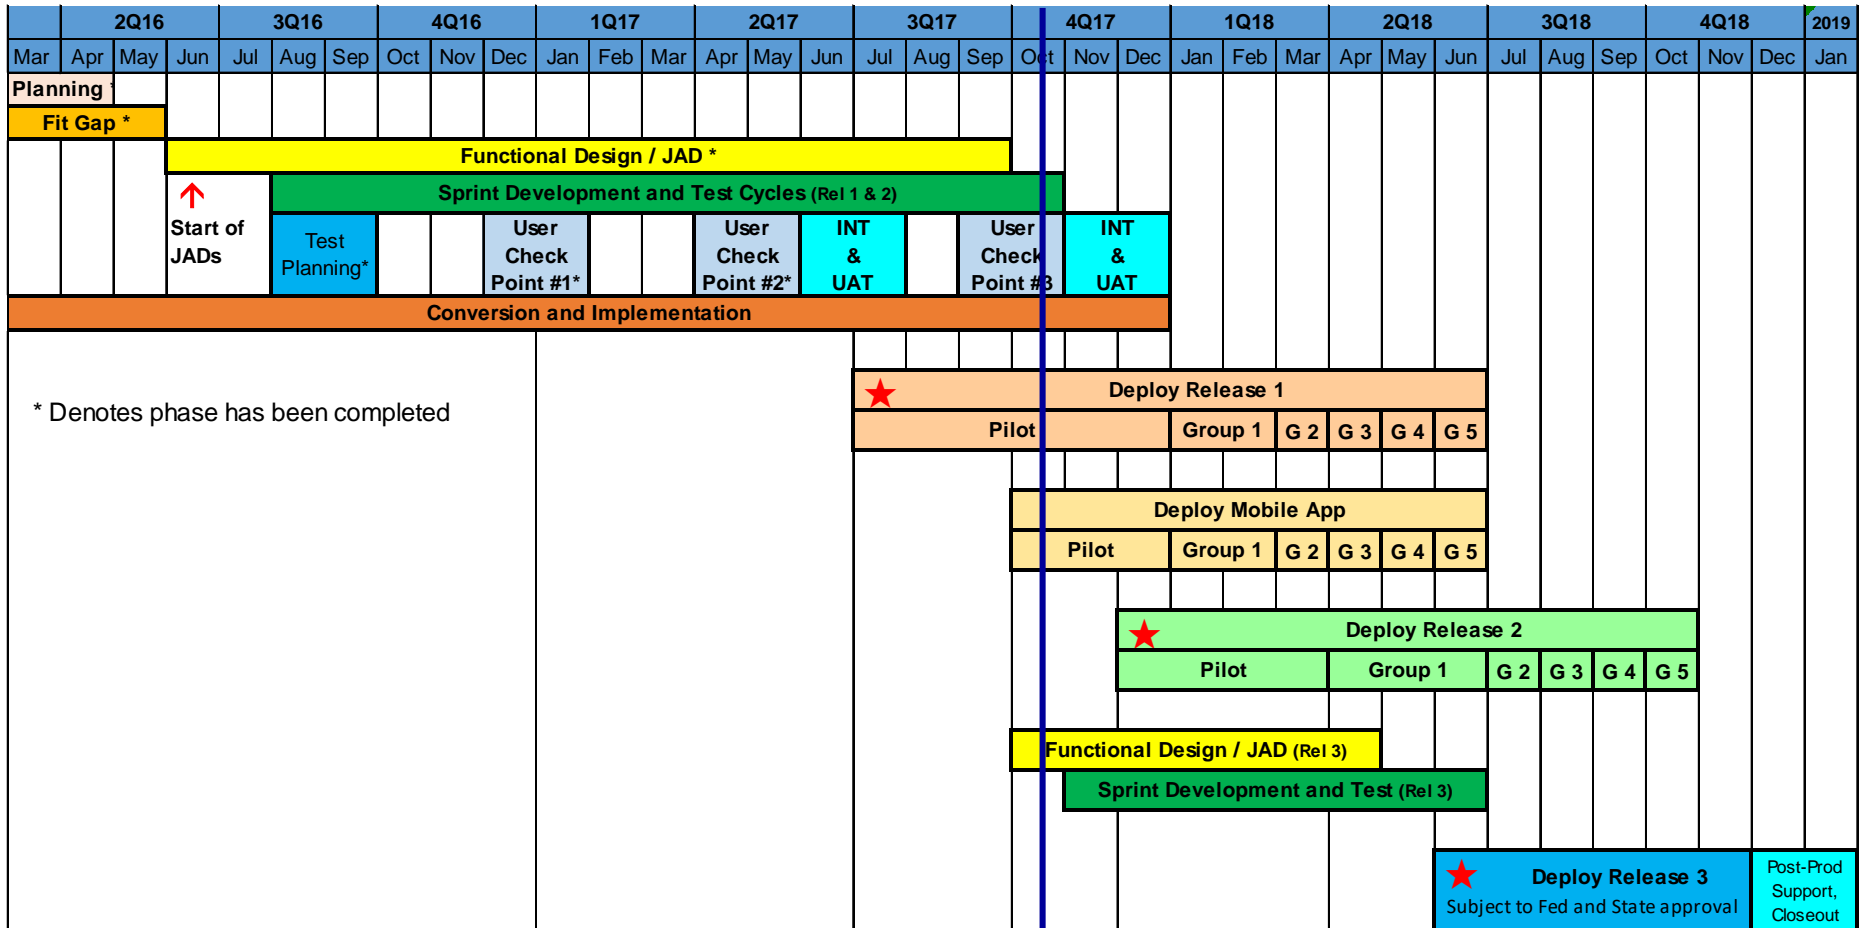 2Q16 3Q16 4Q16 1Q17 2Q17 3Q17 4Q17 1Q18 2Q18 3Q18 4Q18 2019
Mar Apr May Jun Jul Aug Sep Oct Nov Dec Jan Feb Mar Apr May Jun Jul Aug Sep Oct Nov Dec Jan Feb Mar Apr May Jun Jul Aug Sep Oct Nov Dec Jan
Planning *
Fit Gap *
Functional Design / JAD *
Sprint Development and Test Cycles (Rel 1 & 2)
Start of
JADs
Test
Planning*
User
Check
Point #1*
User
Check
Point #2*
INT
&
UAT
User
Check
Point #3
INT
&
UAT
Conversion and Implementation
* Denotes phase has been completed
Deploy Release 1
Pilot Group 1 G 2 G 3 G 4 G 5
Deploy Mobile App
Pilot Group 1 G 2 G 3 G 4 G 5
Deploy Release 2
Pilot Group 1 G 2 G 3 G 4 G 5
Functional Design / JAD (Rel 3)
Sprint Development and Test (Rel 3)
Deploy Release 3
Subject to Fed and State approval
Post-Prod
Support,
Closeout